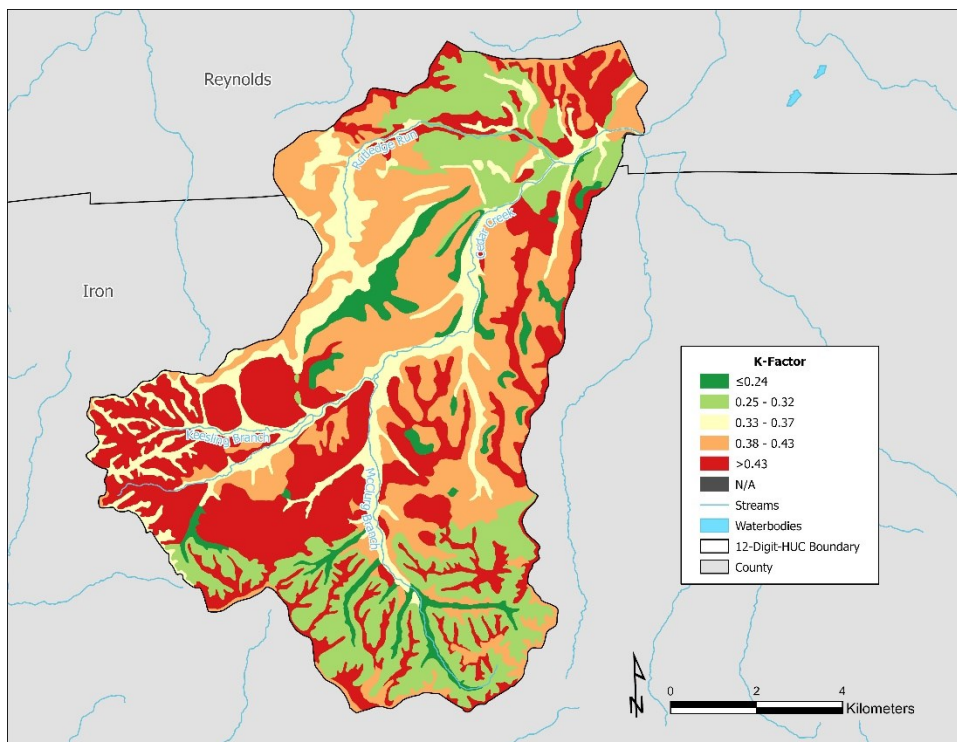 Reynolds
Rutledge Run
Cedar Creek
Iron
Keesling Branch
McClurg Branch
K-Factor
≤0.24
0.25 - 0.32
0.33 - 0.37
0.38 - 0.43
>0.43
N/A
Streams
Waterbodies
12-Digit-HUC Boundary
County
N
0 2 4
Kilometers